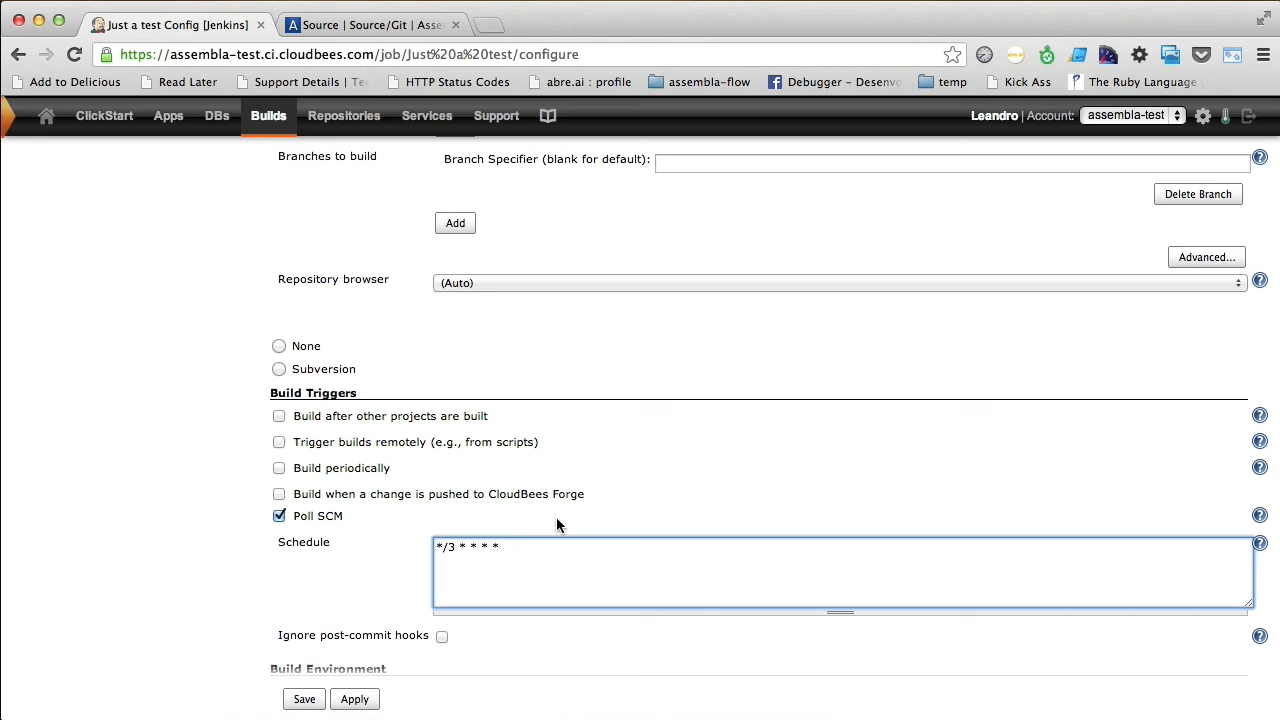 Just a test Config [Jenkins]
Source | Source/Git | Asse
https://assembla-test.ci.cloudbees.com/job/Just%20a%20test/configure
Add to Delicious
Read Later
Support Details | Te
HTTP Status Codes
abre.ai : profile
assembla-flow
Debugger - Desenvo
temp
Kick Ass
The Ruby Language
ClickStart
Apps
DBs
Builds
Repositories
Services
Support
Leandro | Account:
assembla-test
Branches to build
Branch Specifier (blank for default):
Delete Branch
Add
Advanced...
Repository browser
(Auto)
None
Subversion
Build Triggers
Build after other projects are built
Trigger builds remotely (e.g., from scripts)
Build periodically
Build when a change is pushed to CloudBees Forge
Poll SCM
Schedule
*/3 * * * *
Ignore post-commit hooks
Build Environment
Save
Apply